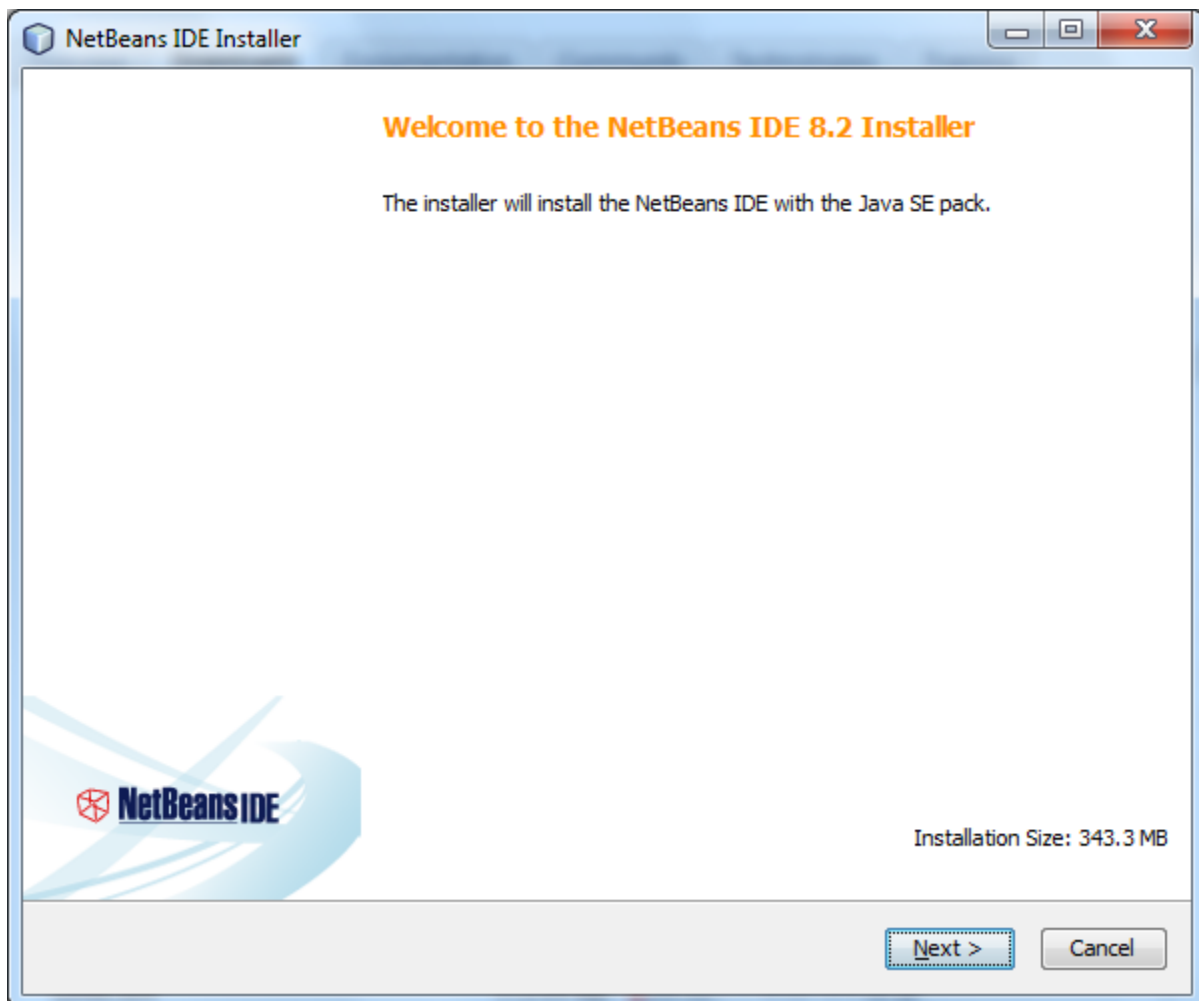 NetBeans IDE Installer
Welcome to the NetBeans IDE 8.2 Installer
The installer will install the NetBeans IDE with the Java SE pack.
NetBeans IDE
Installation Size: 343.3 MB
Next >
Cancel